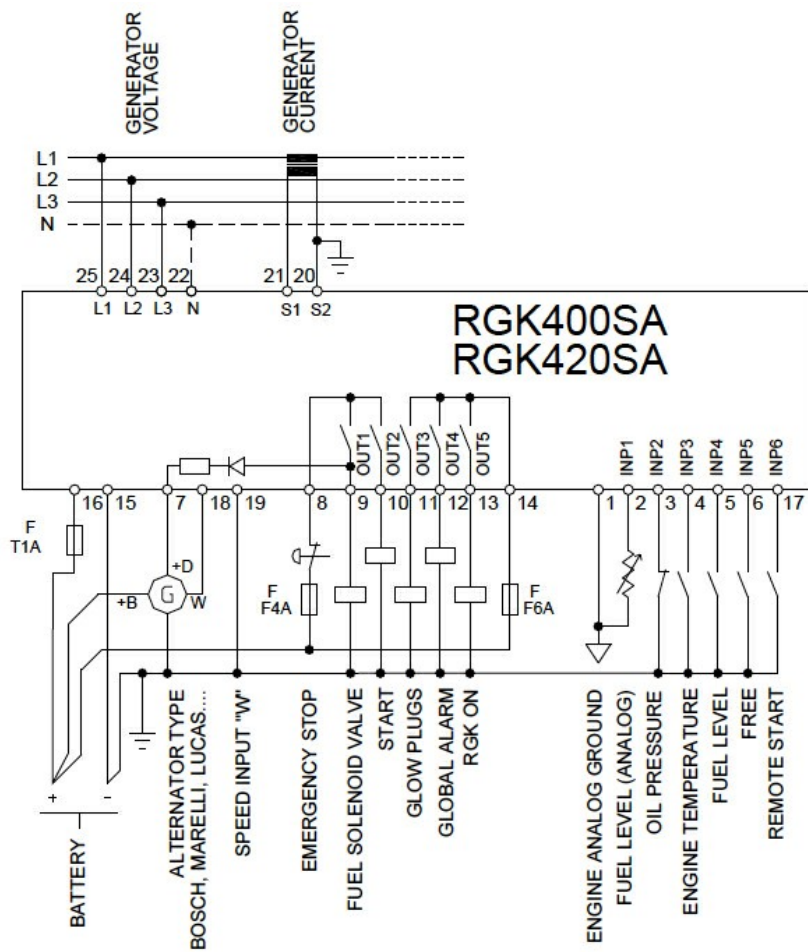 GENERATOR
VOLTAGE
GENERATOR
CURRENT
L1
L2
L3
N
25 24 23 22 21 20
L1 L2 L3 N S1 S2
RGK400SA
RGK420SA
OUT1 OUT2 OUT3 OUT4 OUT5
INP1 INP2 INP3 INP4 INP5 INP6
16 15 7 18 19 8 9 10 11 12 13 14 1 2 3 4 5 6 17
F
T1A
+D
+B G W
F
F4A
F
F6A
+ -
BATTERY
ALTERNATOR TYPE
BOSCH, MARELLI, LUCAS....
SPEED INPUT "W"
EMERGENCY STOP
FUEL SOLENOID VALVE
START
GLOW PLUGS
GLOBAL ALARM
RGK ON
ENGINE ANALOG GROUND
FUEL LEVEL (ANALOG)
OIL PRESSURE
ENGINE TEMPERATURE
FUEL LEVEL
FREE
REMOTE START